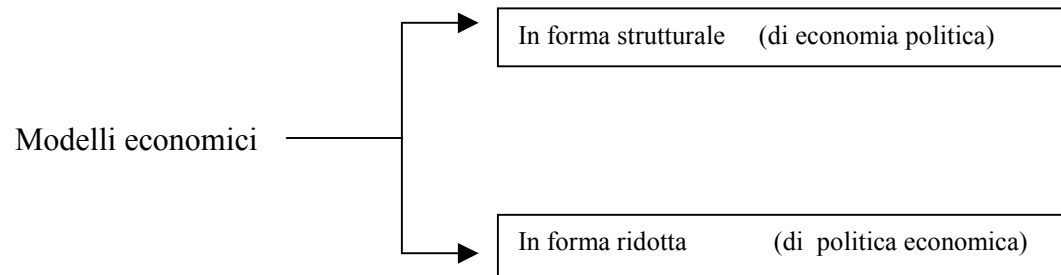 In forma strutturale (di economia politica)
Modelli economici
In forma ridotta (di politica economica)